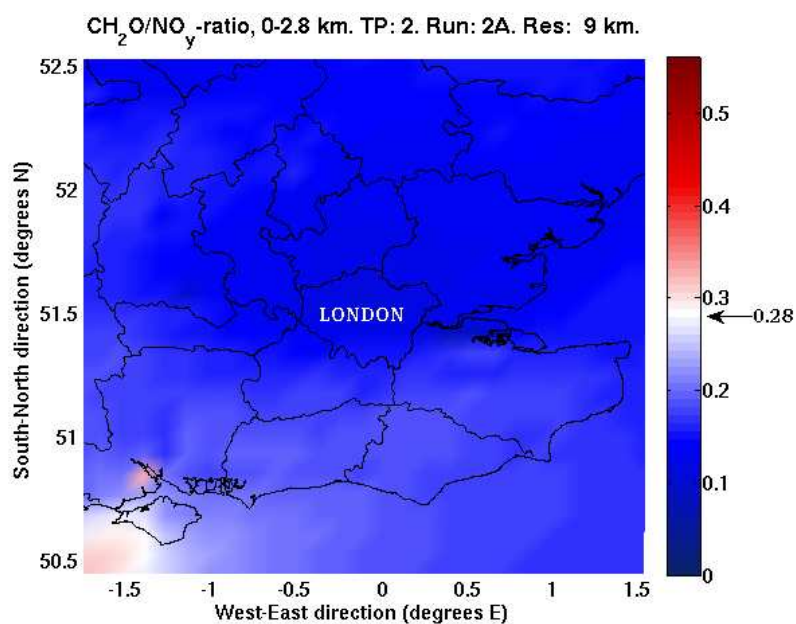 CH2O/NOy-ratio, 0-2.8 km. TP: 2. Run: 2A. Res: 9 km.
52.5
52
51.5
51
50.5
South-North direction (degrees N)
LONDON
-1.5 -1 -0.5 0 0.5 1 1.5
West-East direction (degrees E)
0.5
0.4
0.3
0.28
0.2
0.1
0